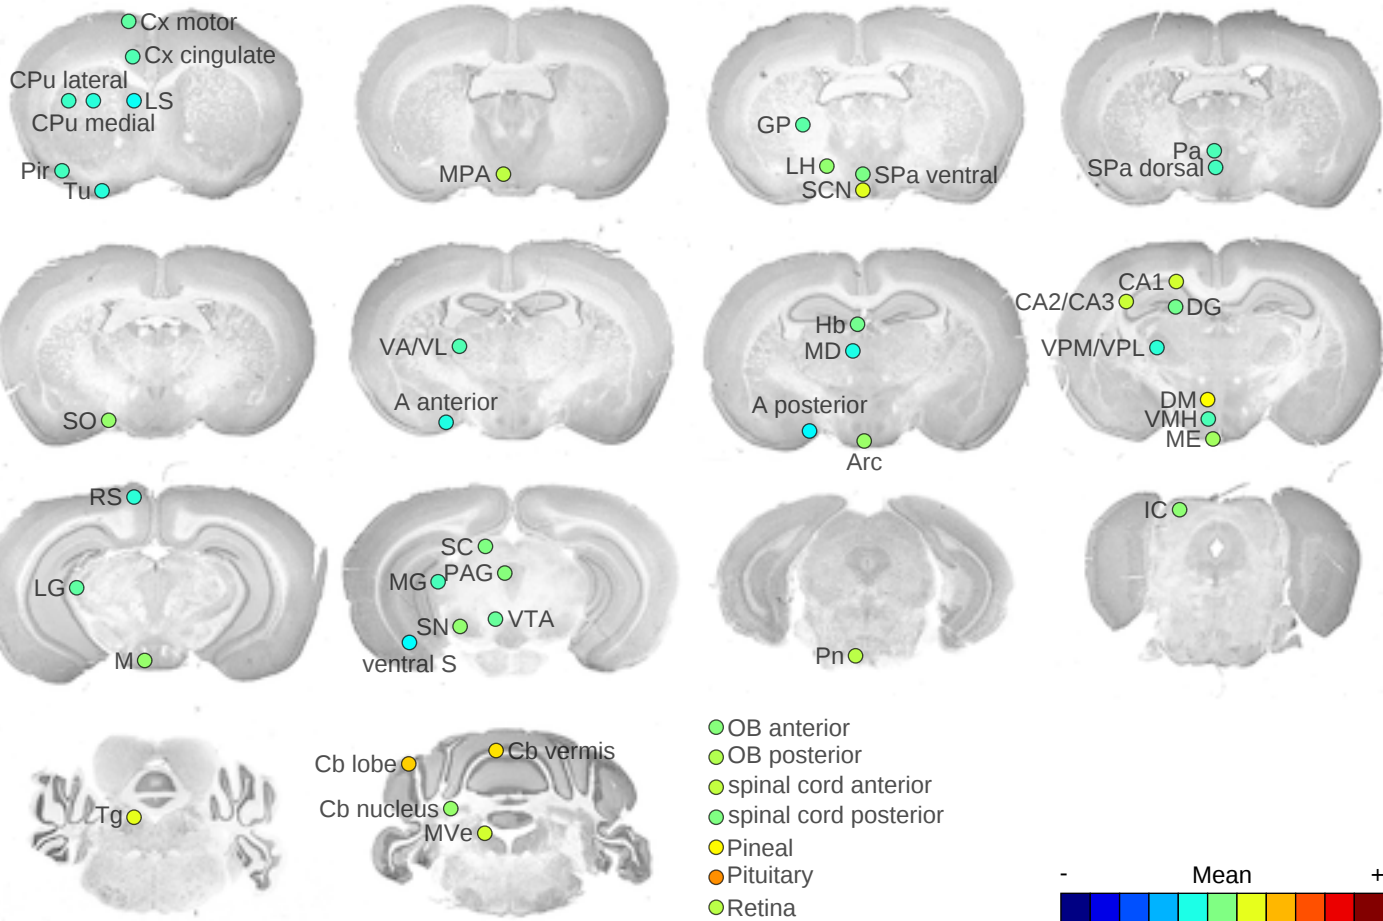 Cx motor
Cx cingulate
CPu lateral
LS
CPu medial
Pir
Tu
MPA
GP
LH
SPa ventral
SCN
Pa
SPa dorsal
SO
VA/VL
A anterior
Hb
MD
A posterior
Arc
CA1
CA2/CA3
DG
VPM/VPL
DM
VMH
ME
RS
LG
M
SC
PAG
MG
VTA
SN
ventral S
Pn
IC
Tg
Cb vermis
Cb lobe
Cb nucleus
MVe
OB anterior
OB posterior
spinal cord anterior
spinal cord posterior
Pineal
Pituitary
Retina
- Mean +